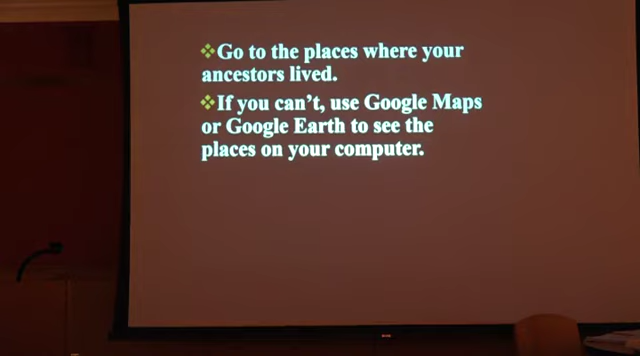 ❖Go to the places where your
ancestors lived.
❖If you can't, use Google Maps
or Google Earth to see the
places on your computer.